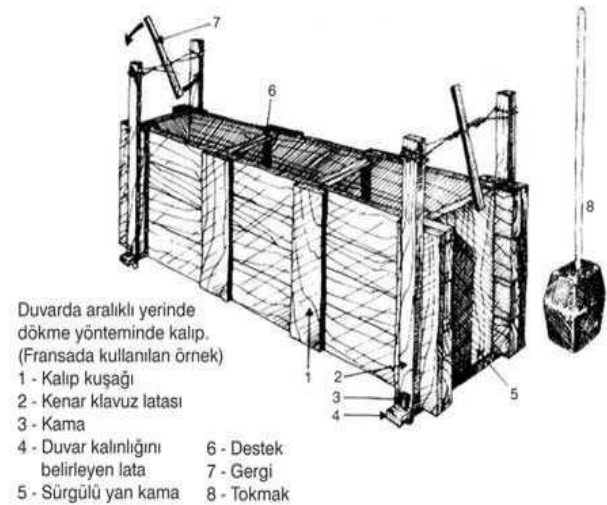 7
6
8
Duvarda aralıklı yerinde
dökme yönteminde kalıp.
(Fransada kullanılan örnek)
1 - Kalıp kuşağı
2 - Kenar klavuz latası
3 - Kama
4 - Duvar kalınlığını
belirleyen lata
5 - Sürgülü yan kama
6 - Destek
7 - Gergi
8 - Tokmak
1
2
3
4
5